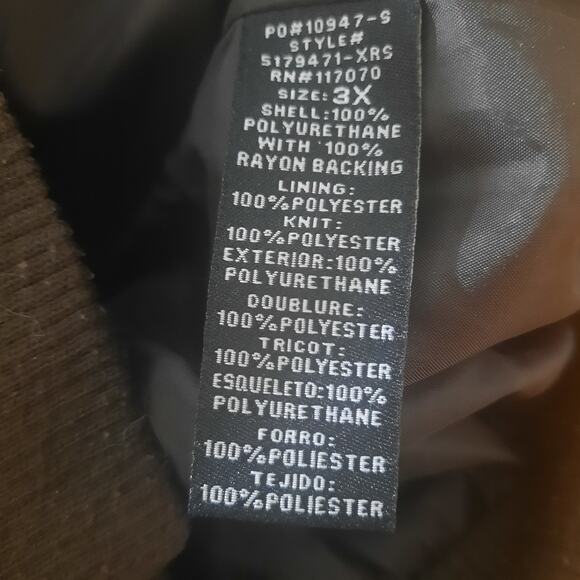 PO#10947-S
STYLE#
5179471-XRS
RN#117070
SIZE: 3X
SHELL:100%
POLYURETHANE
WITH 100%
RAYON BACKING
LINING:
100%POLYESTER
KNIT:
100%POLYESTER
EXTERIOR:100%
POLYURETHANE
DOUBLURE:
100%POLYESTER
TRICOT:
100%POLYESTER
ESQUELETO:100%
POLYURETHANE
FORRO:
100%POLIESTER
TEJIDO:
100%POLIESTER